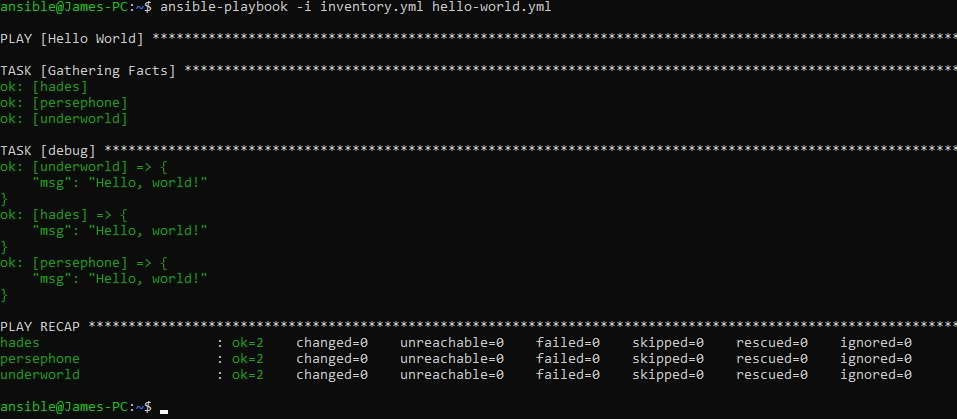 ansible@James-PC:~$ ansible-playbook -i inventory.yml hello-world.yml
PLAY [Hello World] *****************************************************************************************************
TASK [Gathering Facts] *************************************************************************************************
ok: [hades]
ok: [persephone]
ok: [underworld]
TASK [debug] ***********************************************************************************************************
ok: [underworld] => {
    "msg": "Hello, world!"
}
ok: [hades] => {
    "msg": "Hello, world!"
}
ok: [persephone] => {
    "msg": "Hello, world!"
}
PLAY RECAP *************************************************************************************************************
hades                      : ok=2    changed=0    unreachable=0    failed=0    skipped=0    rescued=0    ignored=0
persephone                 : ok=2    changed=0    unreachable=0    failed=0    skipped=0    rescued=0    ignored=0
underworld                 : ok=2    changed=0    unreachable=0    failed=0    skipped=0    rescued=0    ignored=0
ansible@James-PC:~$